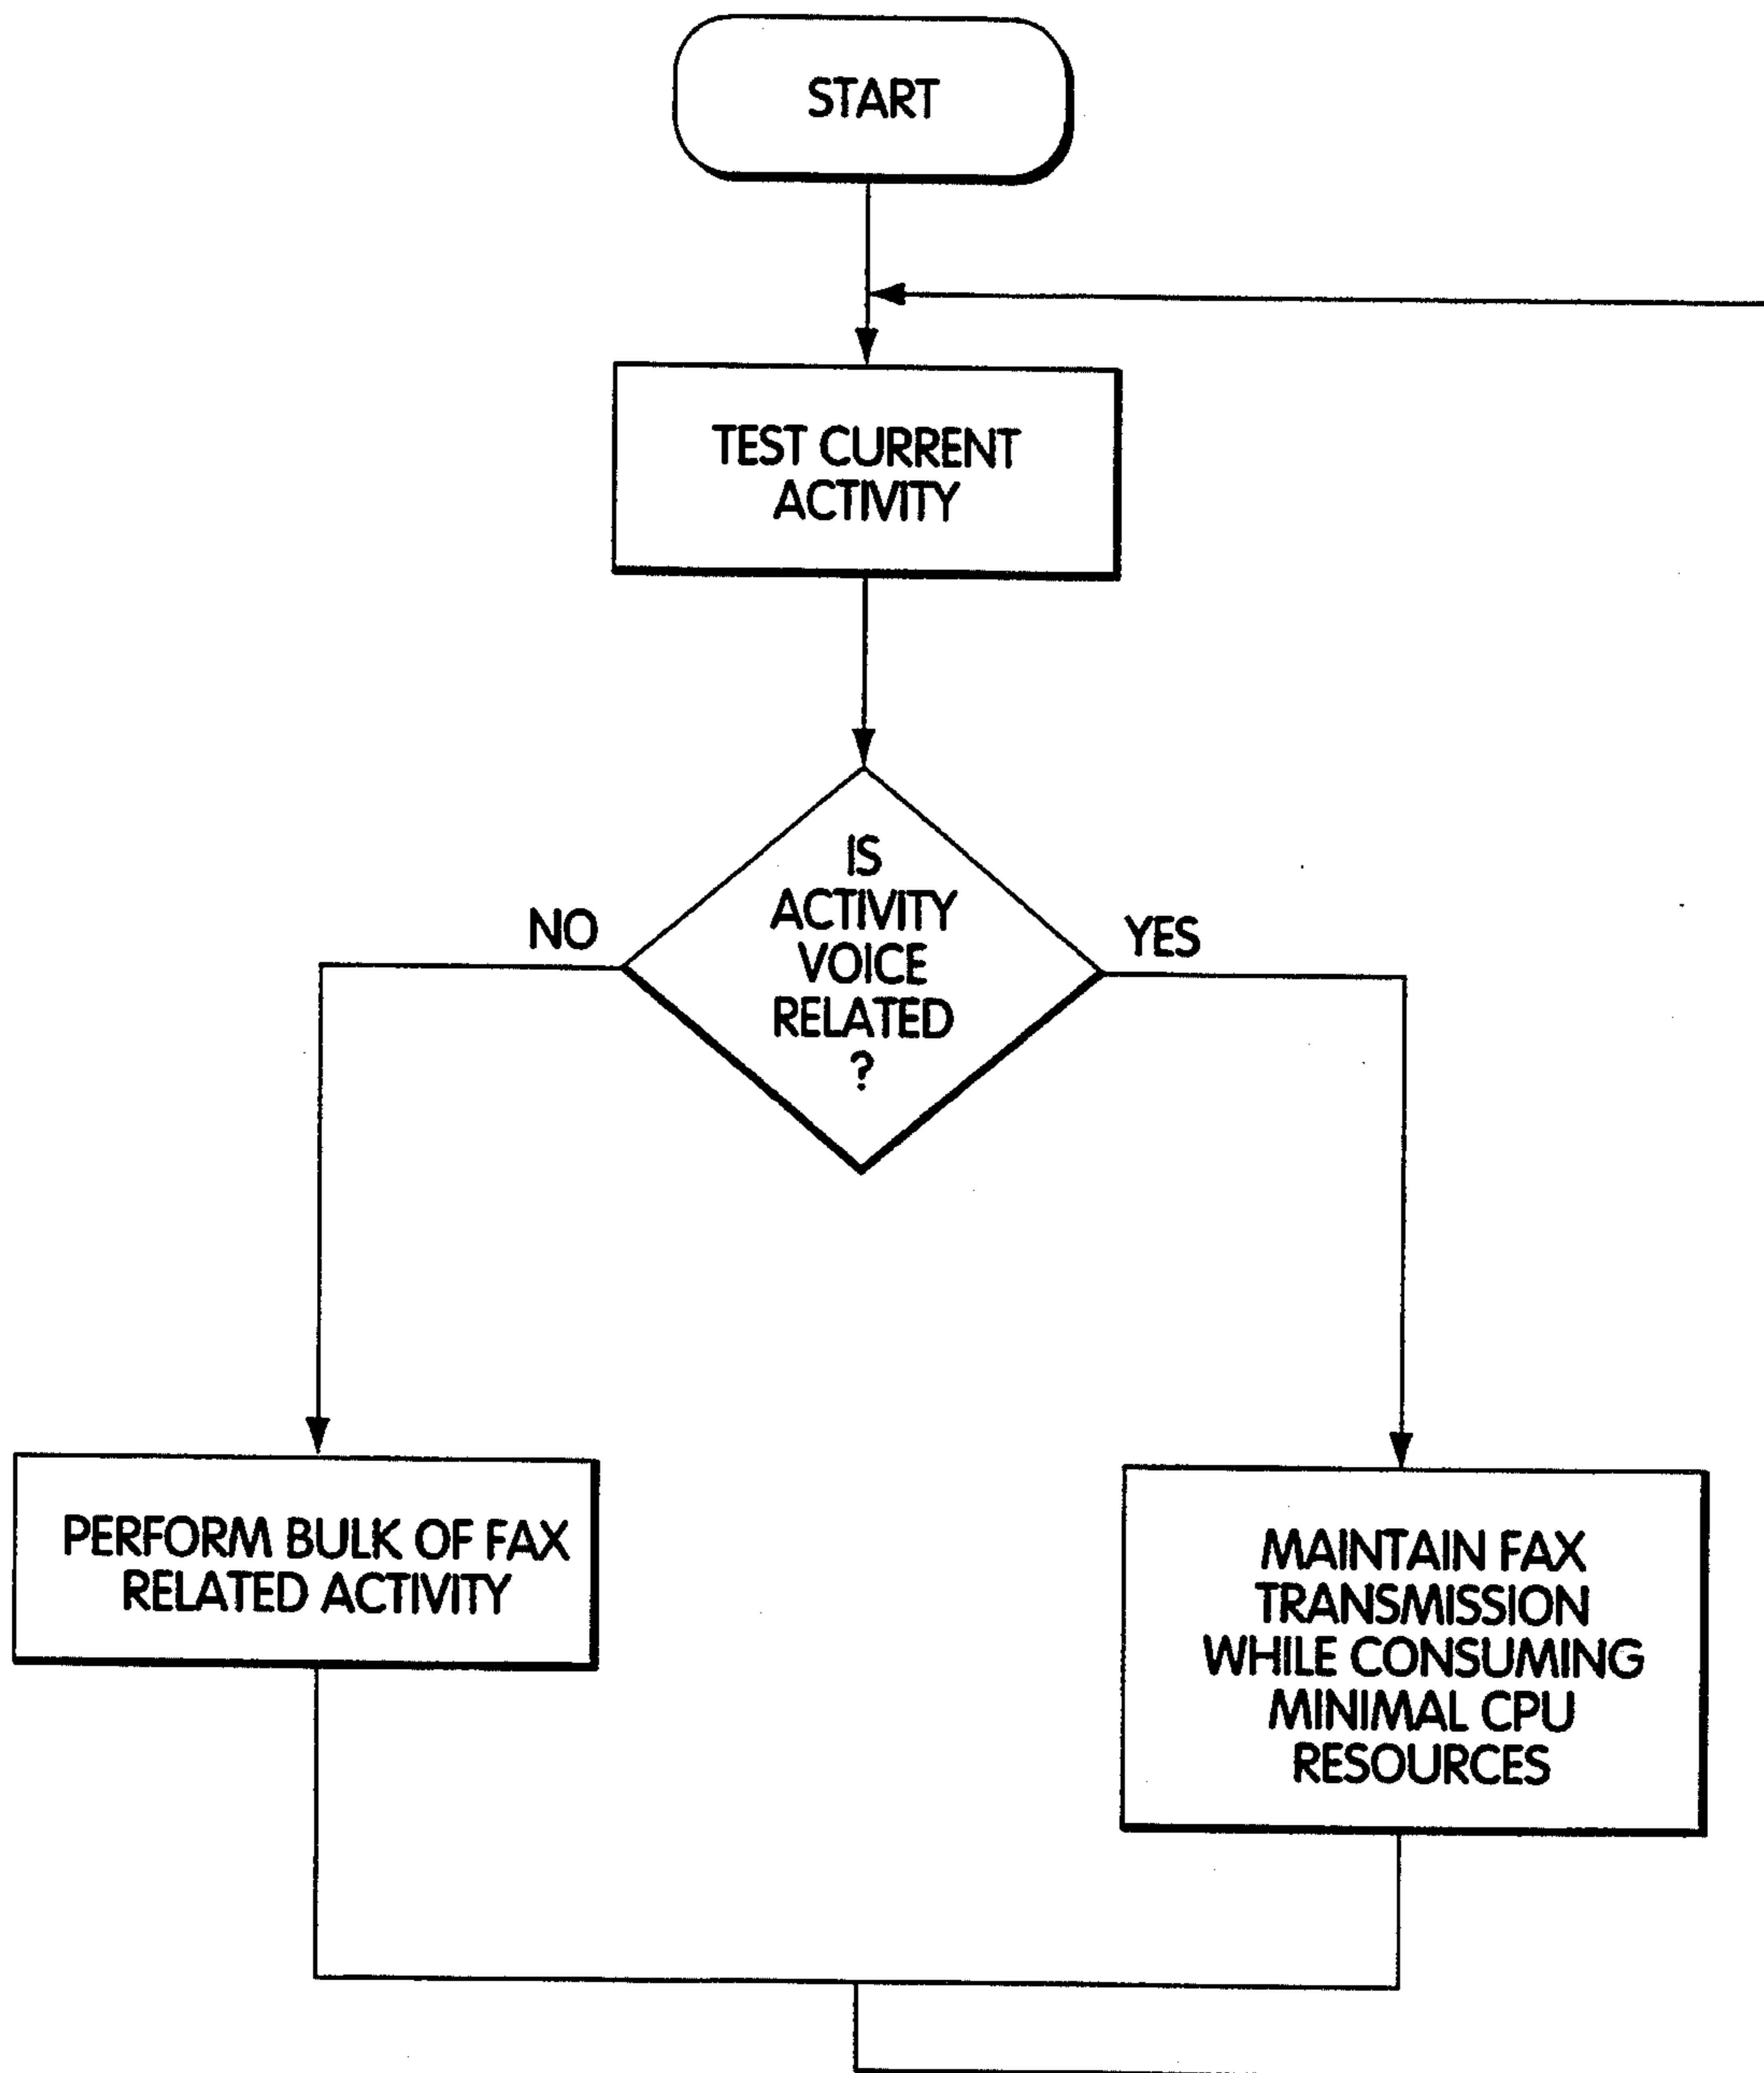 START
TEST CURRENT
ACTIVITY
IS
ACTIVITY
VOICE
RELATED
?
NO
YES
PERFORM BULK OF FAX
RELATED ACTIVITY
MAINTAIN FAX
TRANSMISSION
WHILE CONSUMING
MINIMAL CPU
RESOURCES